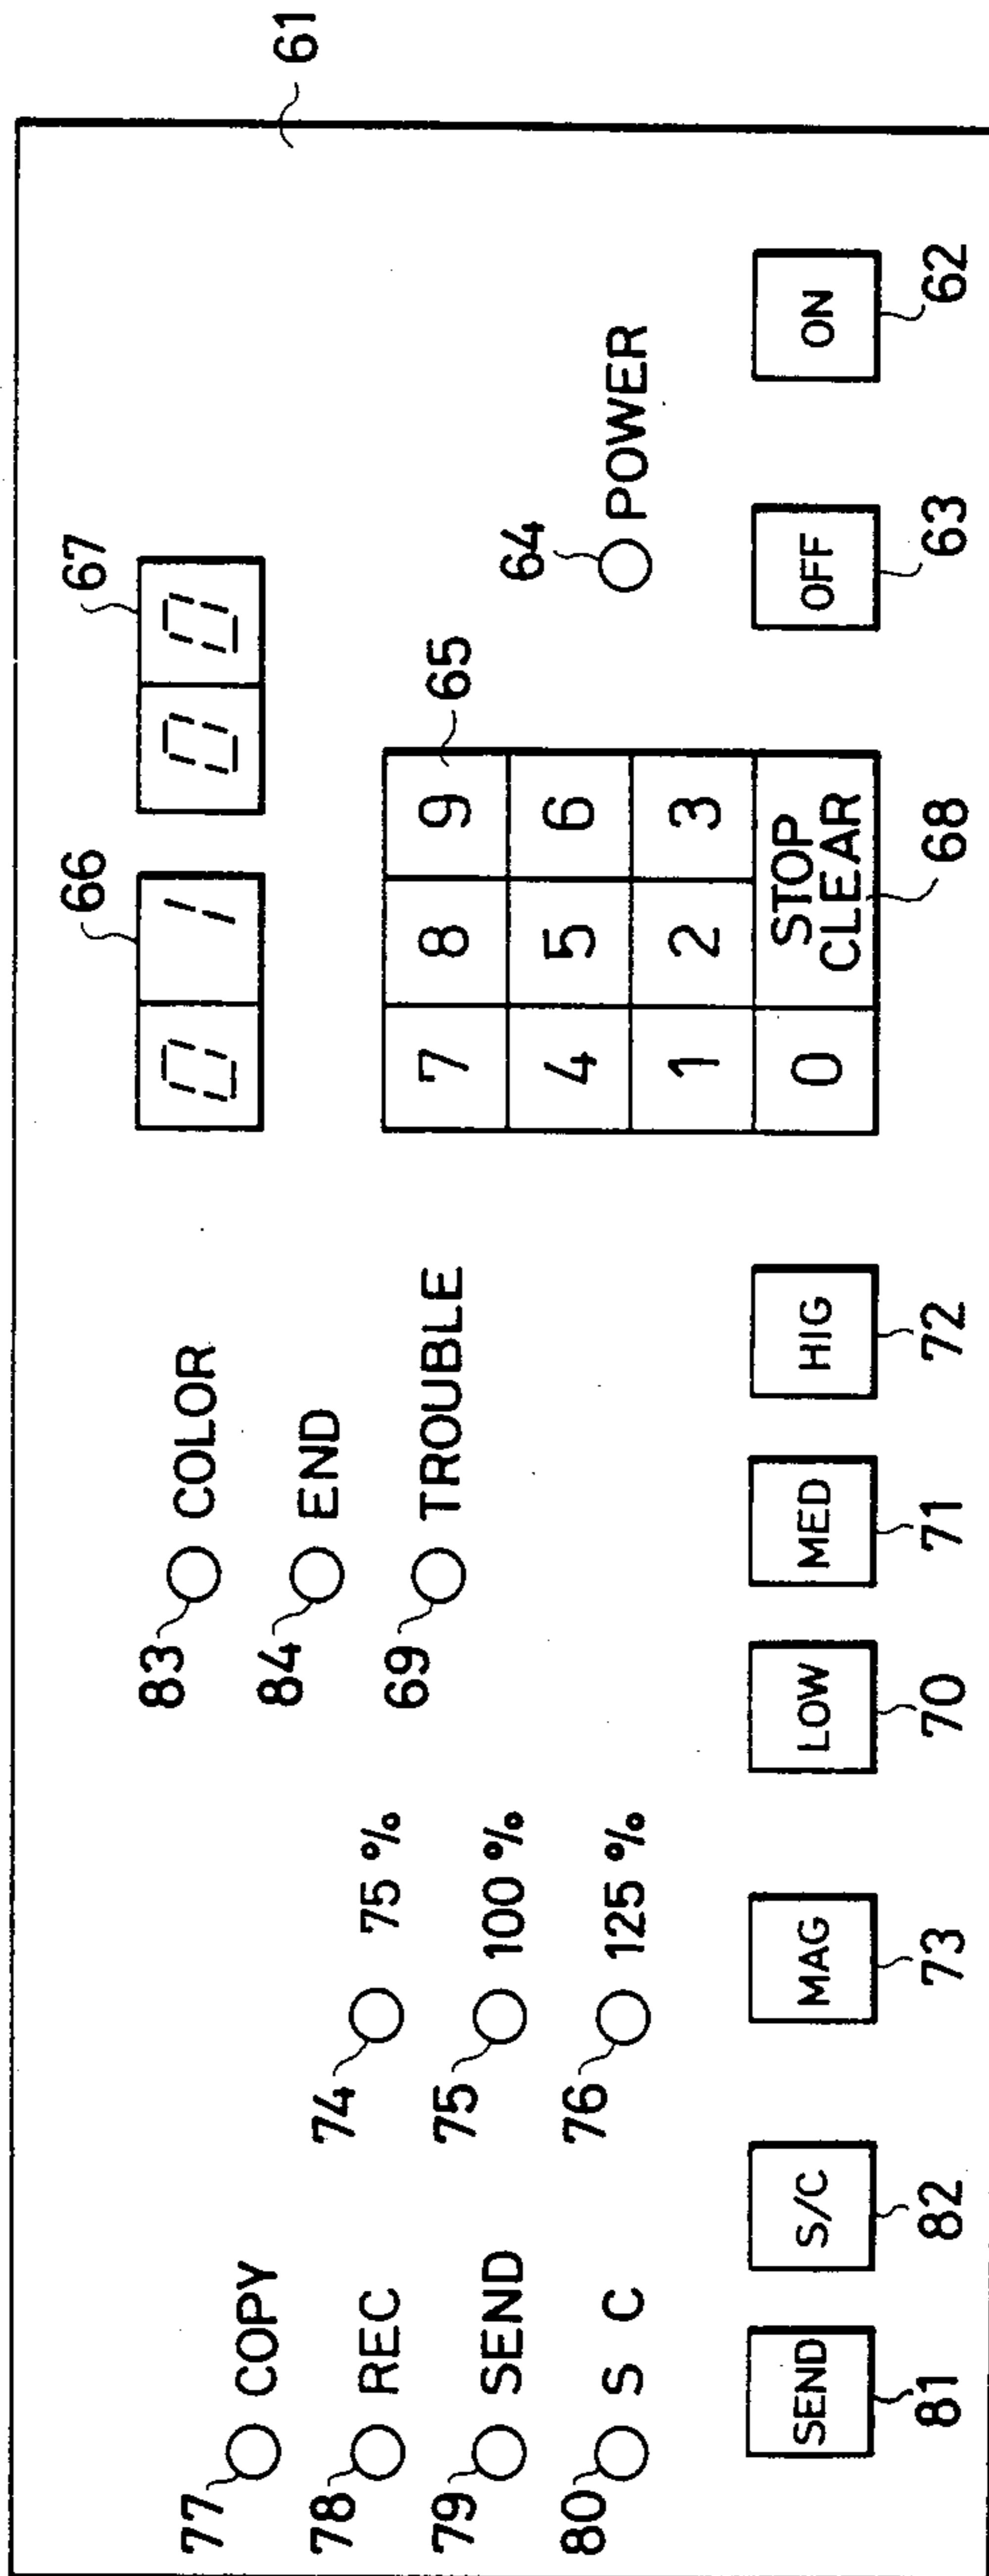 61
66
67
0 1
0 0
83 COLOR
84 END
69 TROUBLE
77 COPY
78 REC
79 SEND
80 S C
74 75 %
75 100 %
76 125 %
7 8 9 65
4 5 6
1 2 3
0 STOP CLEAR
64 POWER
SEND
S/C
MAG
LOW
MED
HIG
OFF
ON
81
82
73
70
71
72
68
63
62